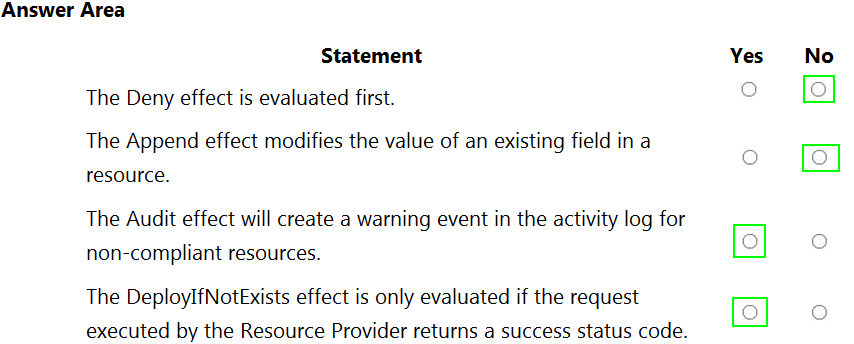 Answer Area
Statement Yes No
The Deny effect is evaluated first.
The Append effect modifies the value of an existing field in a
resource.
The Audit effect will create a warning event in the activity log for
non-compliant resources.
The DeployIfNotExists effect is only evaluated if the request
executed by the Resource Provider returns a success status code.